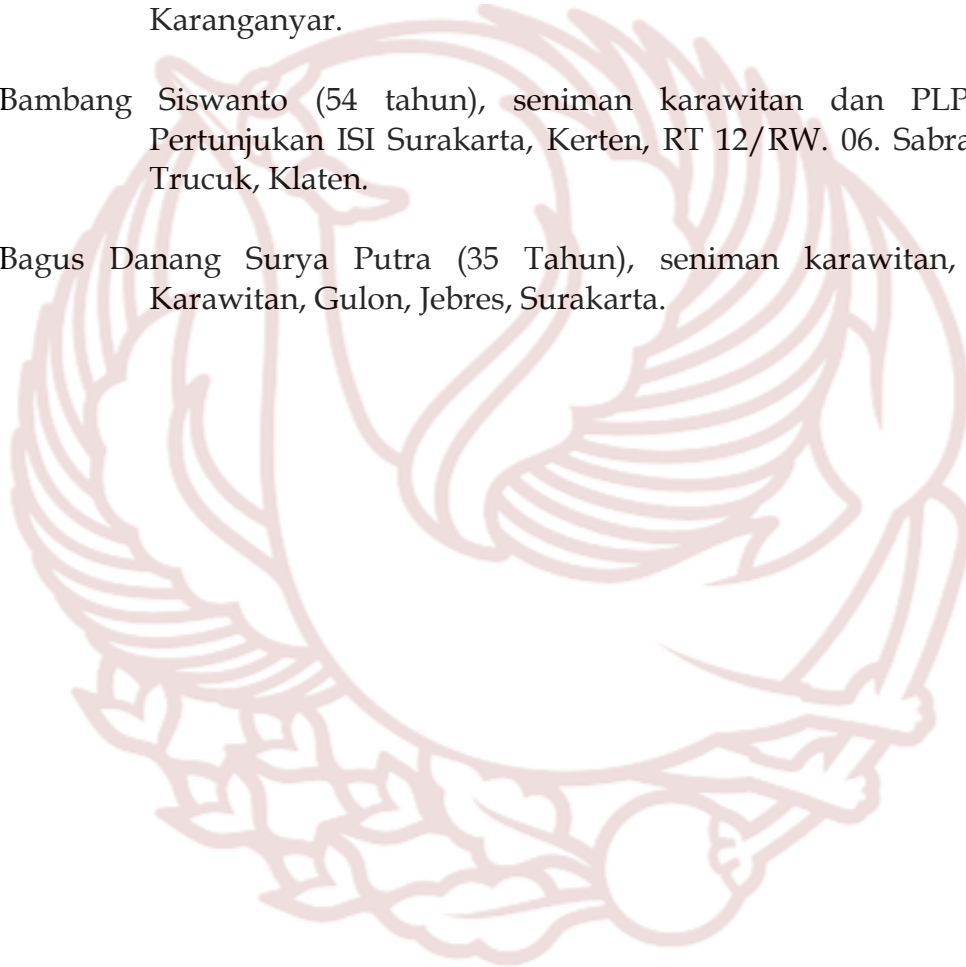 Karanganyar.
Bambang Siswanto (54 tahun), seniman karawitan dan PLP
Pertunjukan ISI Surakarta, Kerten, RT 12/RW. 06. Sabra
Trucuk, Klaten.
Bagus Danang Surya Putra (35 Tahun), seniman karawitan,
Karawitan, Gulon, Jebres, Surakarta.